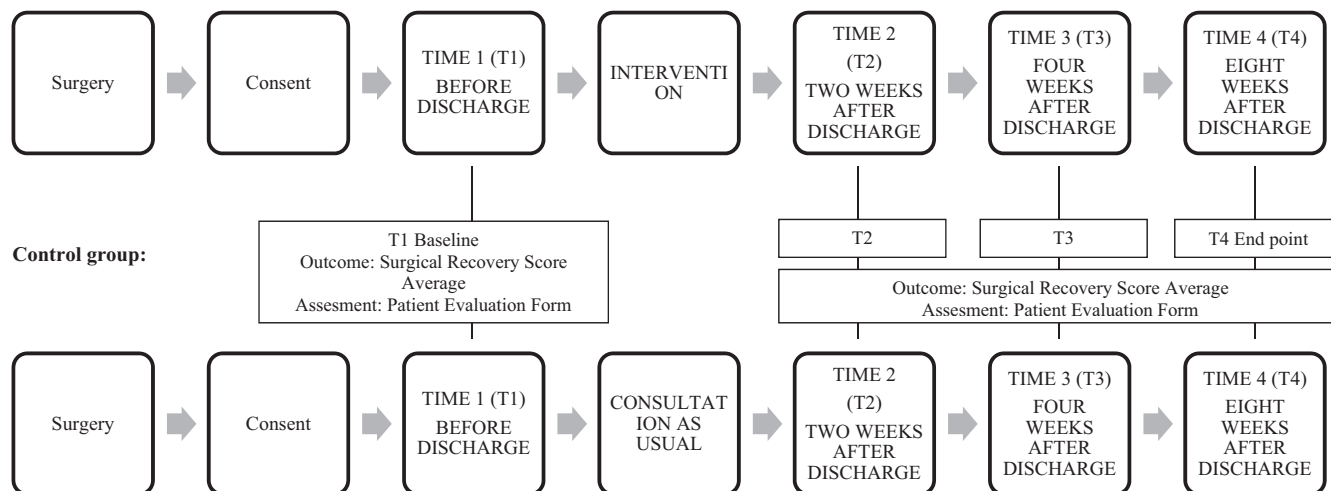 Surgery
Consent
TIME 1 (T1)
BEFORE
DISCHARGE
INTERVENTI
ON
TIME 2
(T2)
TWO WEEKS
AFTER
DISCHARGE
TIME 3 (T3)
FOUR
WEEKS
AFTER
DISCHARGE
TIME 4 (T4)
EIGHT
WEEKS
AFTER
DISCHARGE
Control group:
T1 Baseline
Outcome: Surgical Recovery Score
Average
Assesment: Patient Evaluation Form
T2
T3
T4 End point
Outcome: Surgical Recovery Score Average
Assesment: Patient Evaluation Form
Surgery
Consent
TIME 1 (T1)
BEFORE
DISCHARGE
CONSULTAT
ION AS
USUAL
TIME 2
(T2)
TWO WEEKS
AFTER
DISCHARGE
TIME 3 (T3)
FOUR
WEEKS
AFTER
DISCHARGE
TIME 4 (T4)
EIGHT
WEEKS
AFTER
DISCHARGE